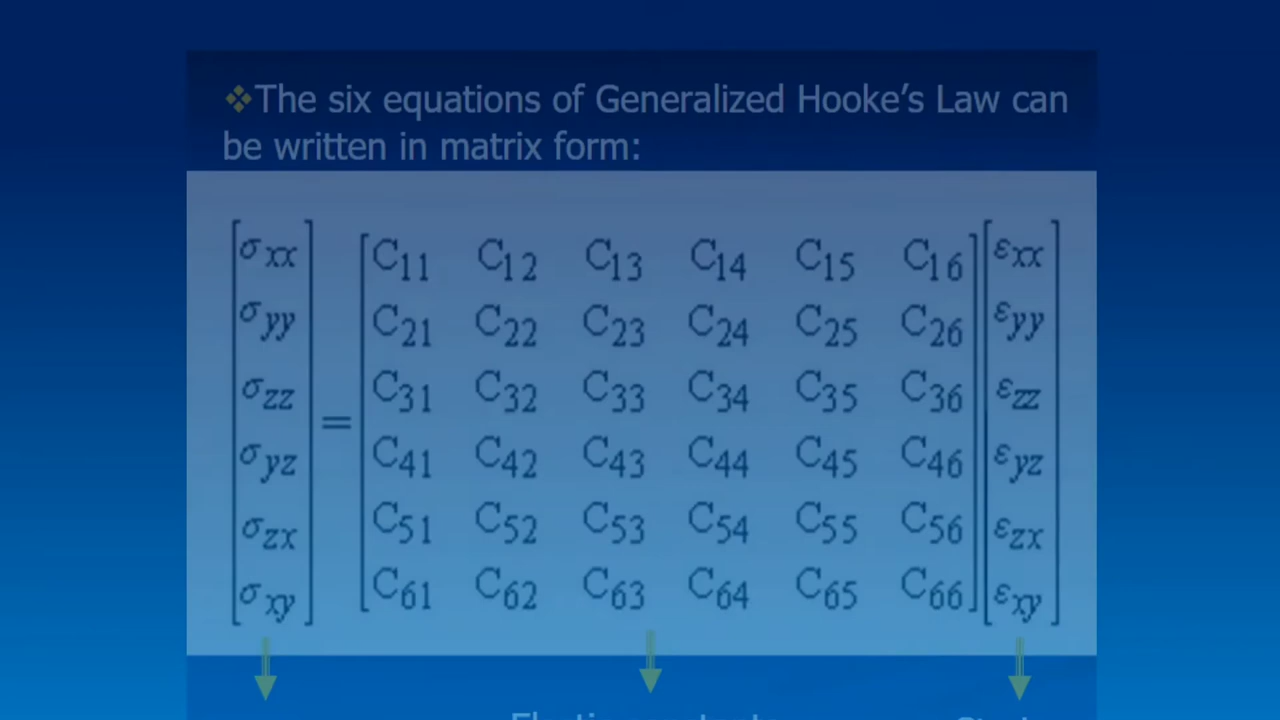 ❖The six equations of Generalized Hooke's Law can
be written in matrix form:
σxx C11 C12 C13 C14 C15 C16 εxx
σyy C21 C22 C23 C24 C25 C26 εyy
σzz = C31 C32 C33 C34 C35 C36 εzz
σyz C41 C42 C43 C44 C45 C46 εyz
σzx C51 C52 C53 C54 C55 C56 εzx
σxy C61 C62 C63 C64 C65 C66 εxy